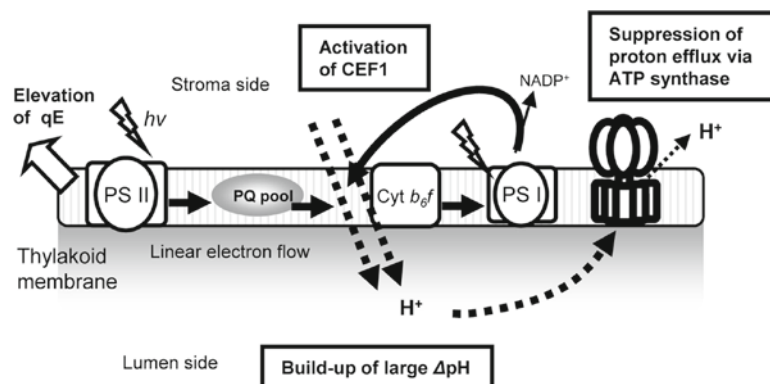 Activation
of CEF1
Suppression of
proton efflux via
ATP synthase
Stroma side
NADP⁺
Elevation
of qE
hν
H⁺
PS II
PQ pool
Cyt b₆f
PS I
Thylakoid
membrane
Linear electron flow
H⁺
Lumen side
Build-up of large ΔpH